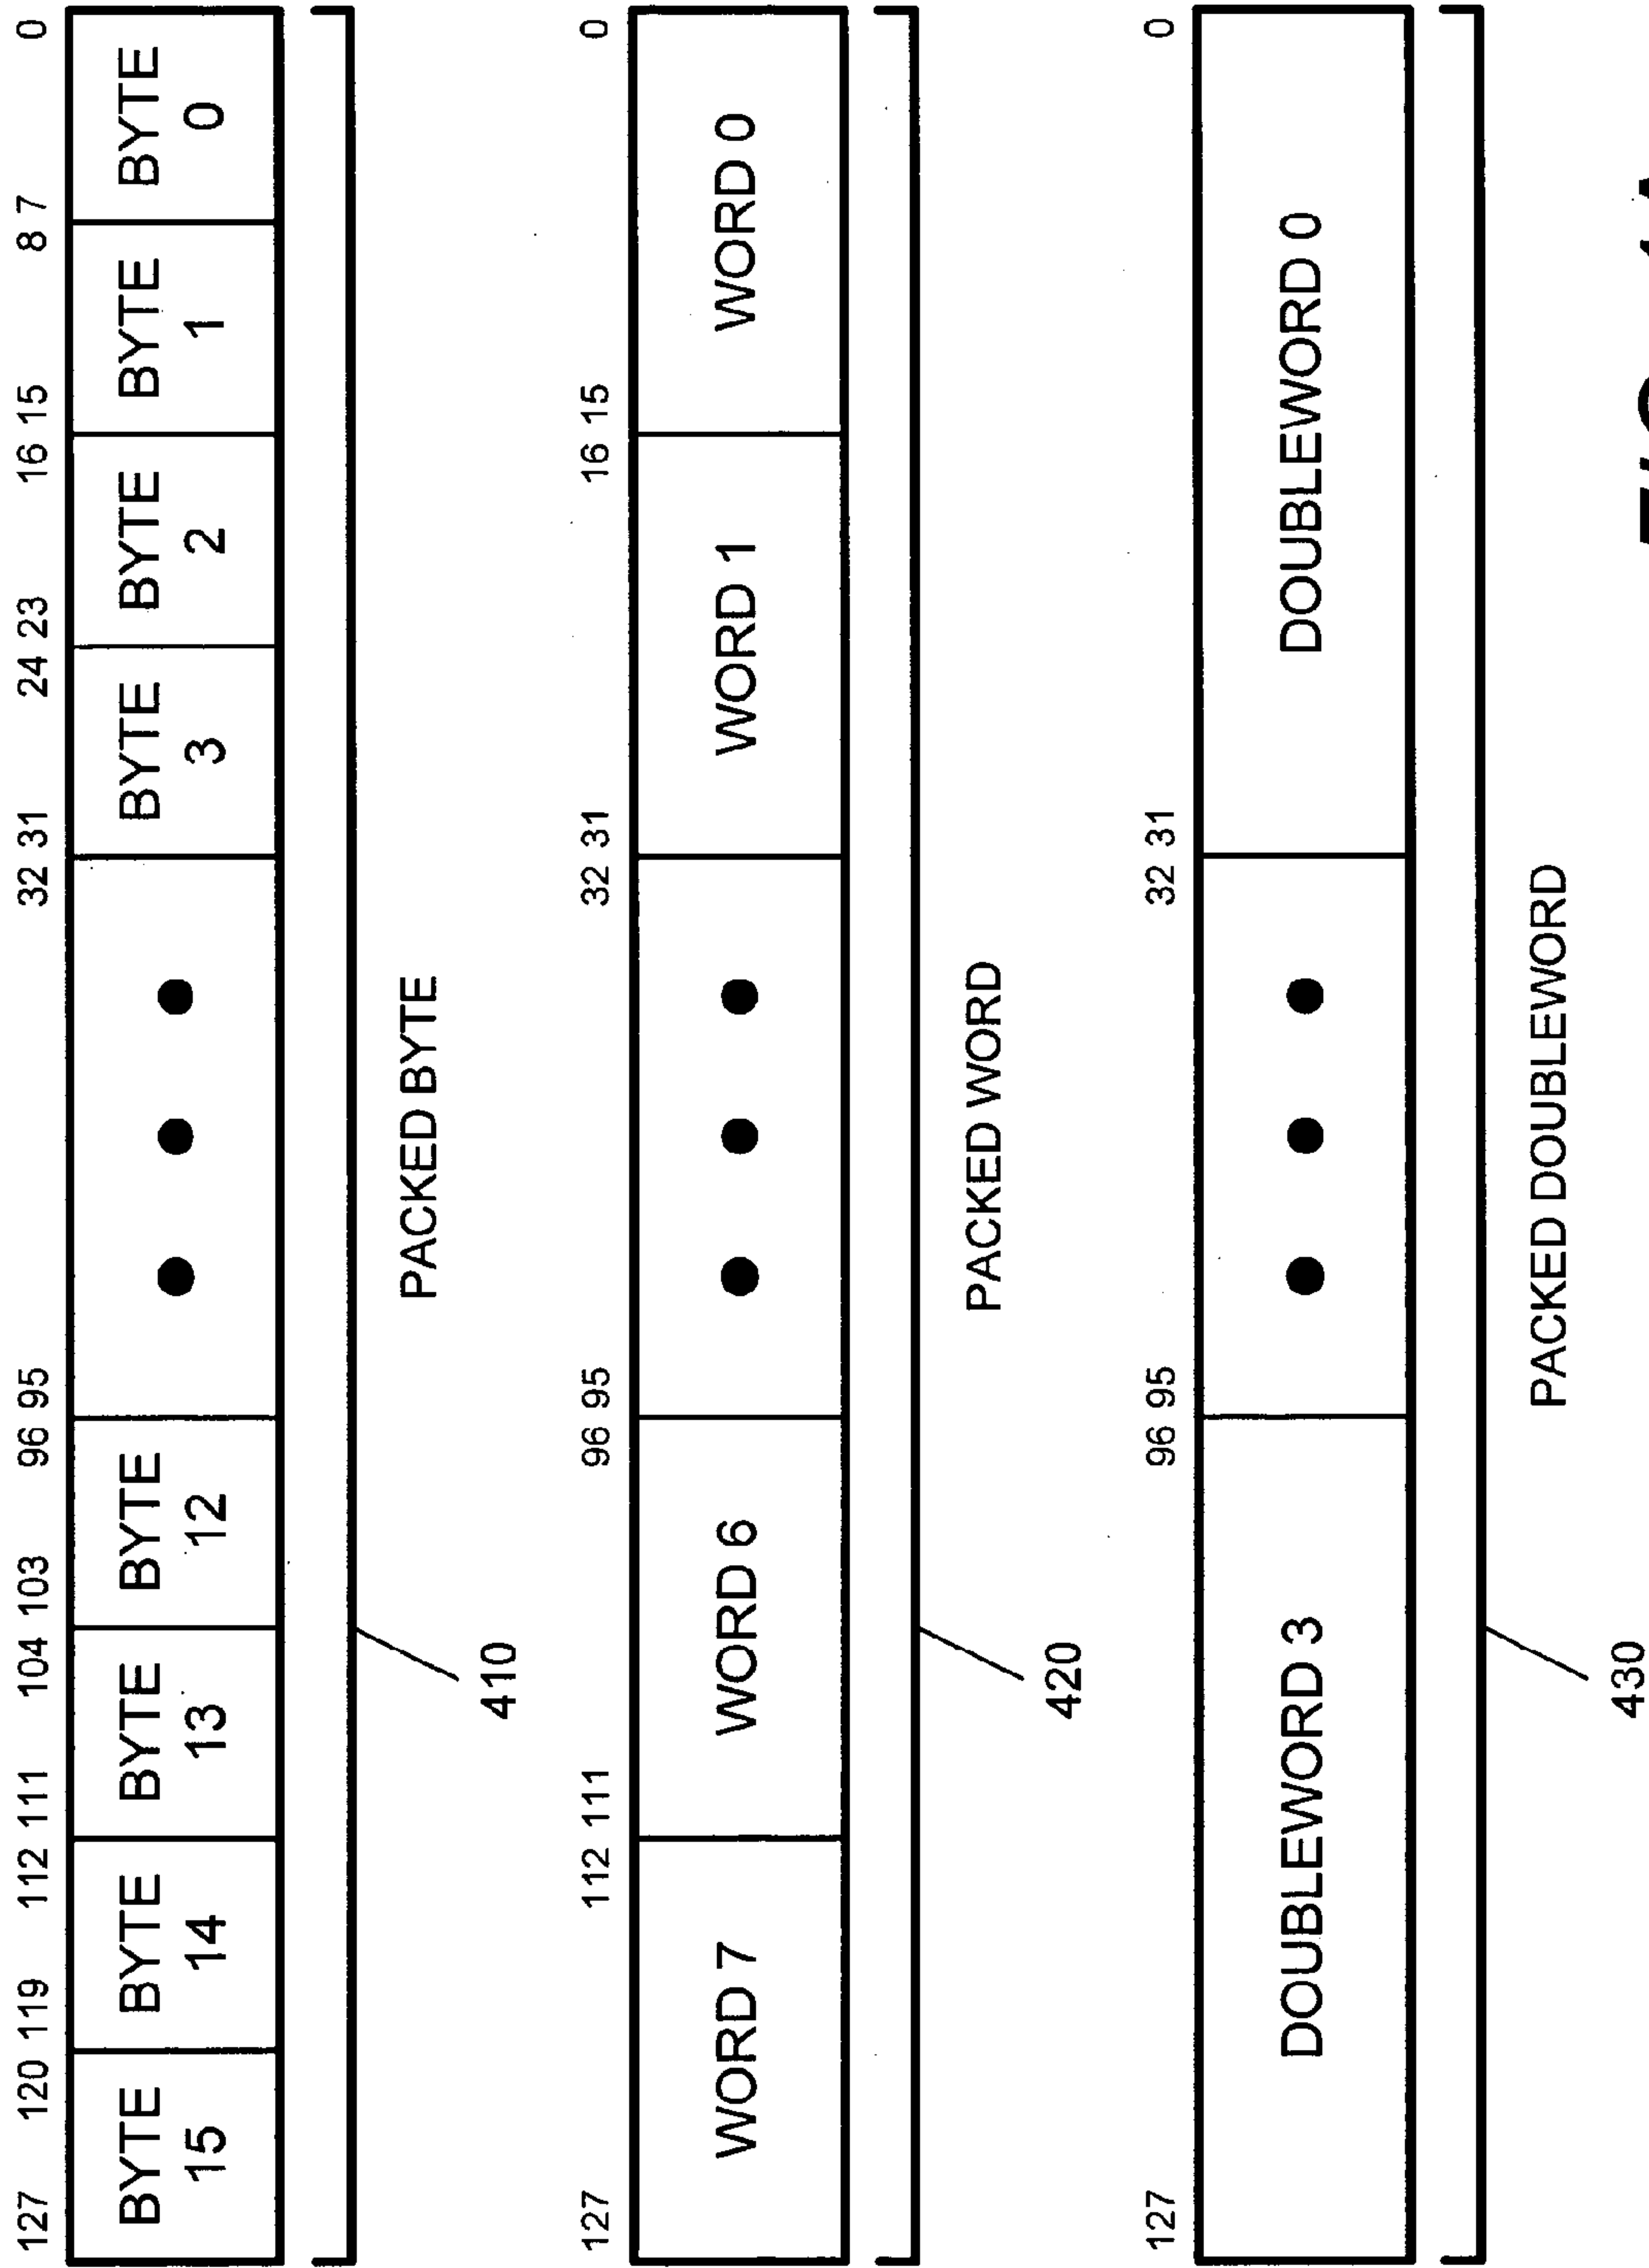 127 120 119 112 111 104 103 96 95 32 31 24 23 16 15 8 7 0
BYTE 15 BYTE 14 BYTE 13 BYTE 12 BYTE 3 BYTE 2 BYTE 1 BYTE 0
PACKED BYTE
410
127 112 111 96 95 32 31 16 15 0
WORD 7 WORD 6 WORD 1 WORD 0
PACKED WORD
420
127 96 95 32 31 0
DOUBLEWORD 3 DOUBLEWORD 0
PACKED DOUBLEWORD
430